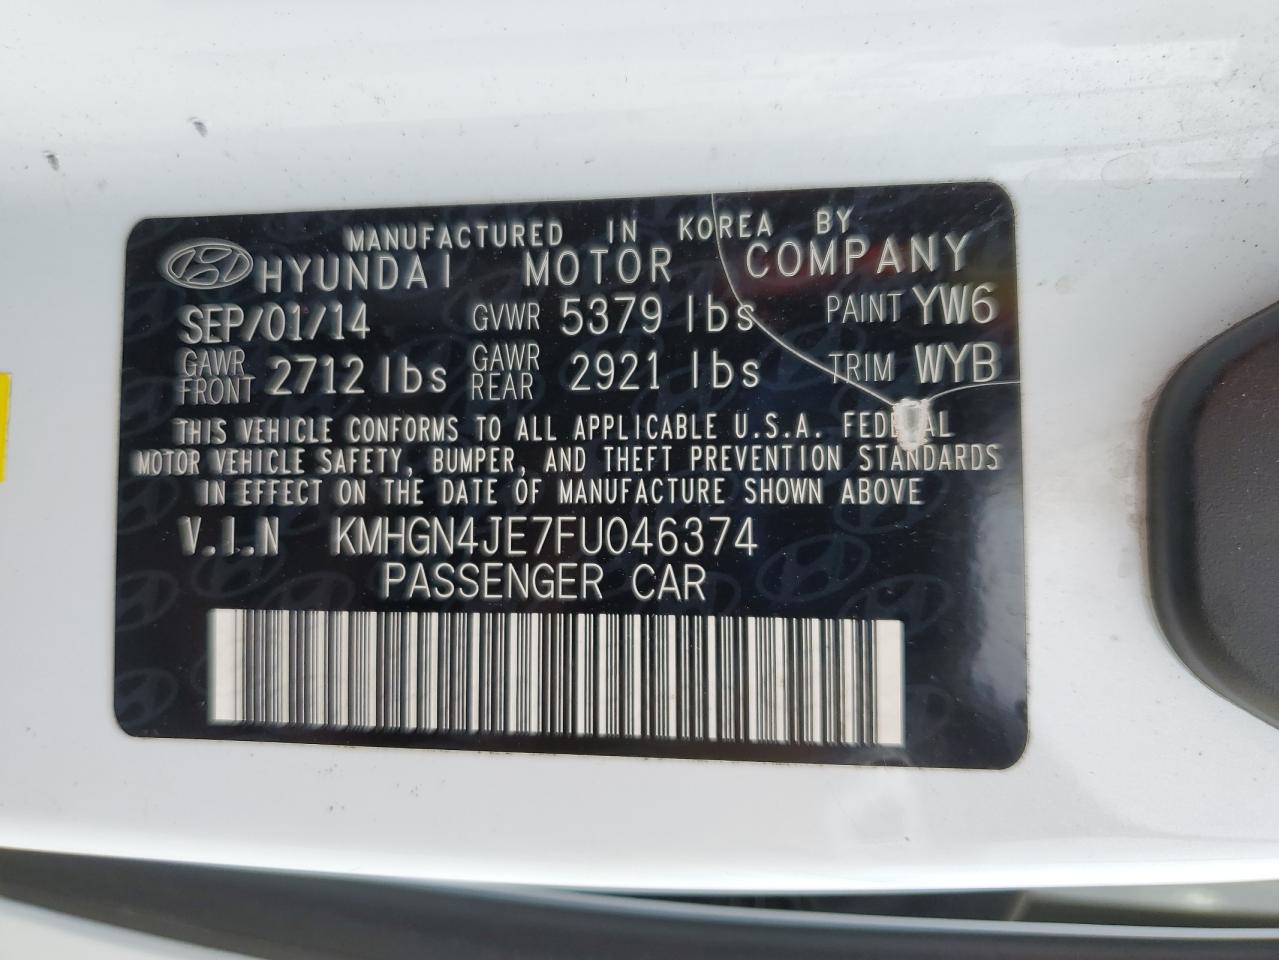 MANUFACTURED IN KOREA BY
HYUNDAI MOTOR COMPANY
SEP/01/14 GVWR 5379 lbs PAINT YW6
GAWR FRONT 2712 lbs GAWR REAR 2921 lbs TRIM WYB
THIS VEHICLE CONFORMS TO ALL APPLICABLE U.S.A. FEDERAL
MOTOR VEHICLE SAFETY, BUMPER, AND THEFT PREVENTION STANDARDS
IN EFFECT ON THE DATE OF MANUFACTURE SHOWN ABOVE
V.I.N KMHGN4JE7FU046374
PASSENGER CAR